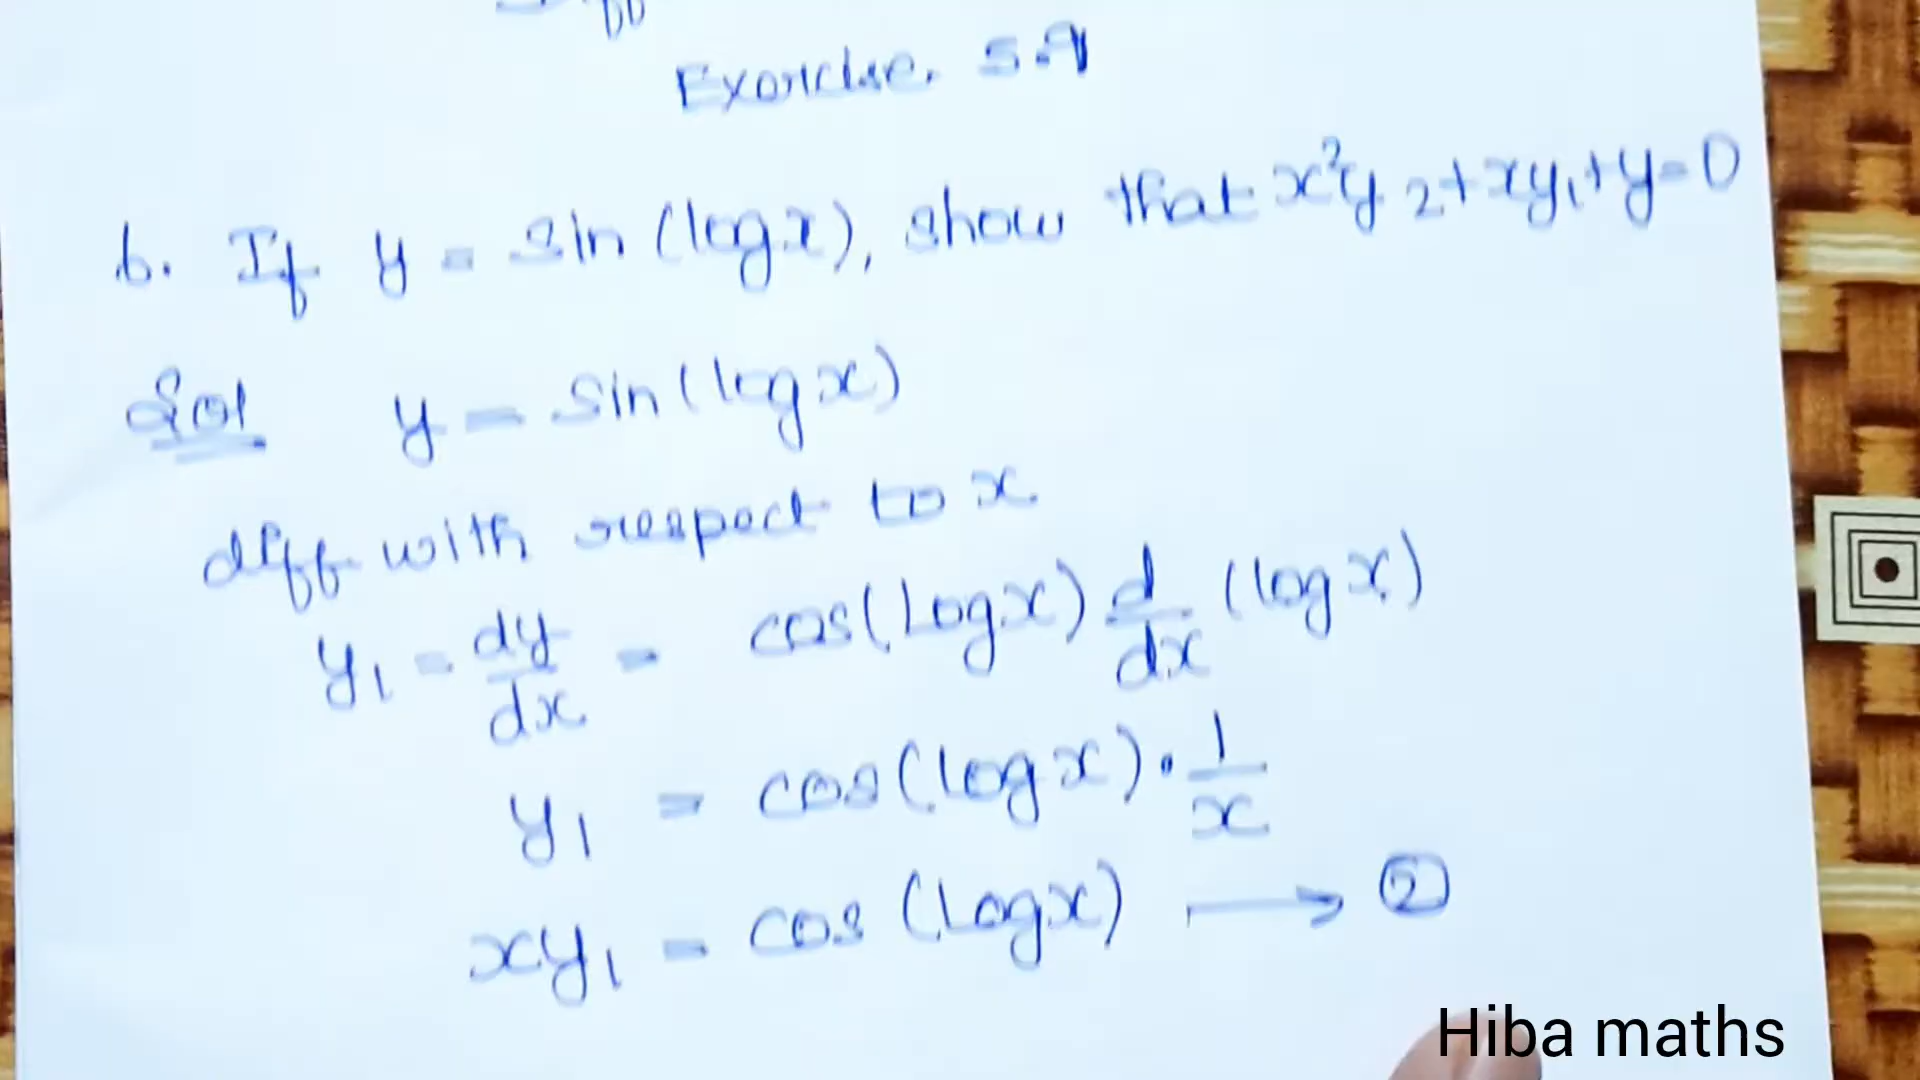 Exercise 5.9
6. If y = sin (log x), show that x²y2 + xy₁ + y = 0
Sol y = sin (log x)
diff with respect to x
y₁ = dy/dx = cos(log x) d/dx (log x)
y₁ = cos(log x) · 1/x
xy₁ = cos (log x) → ②
Hiba maths